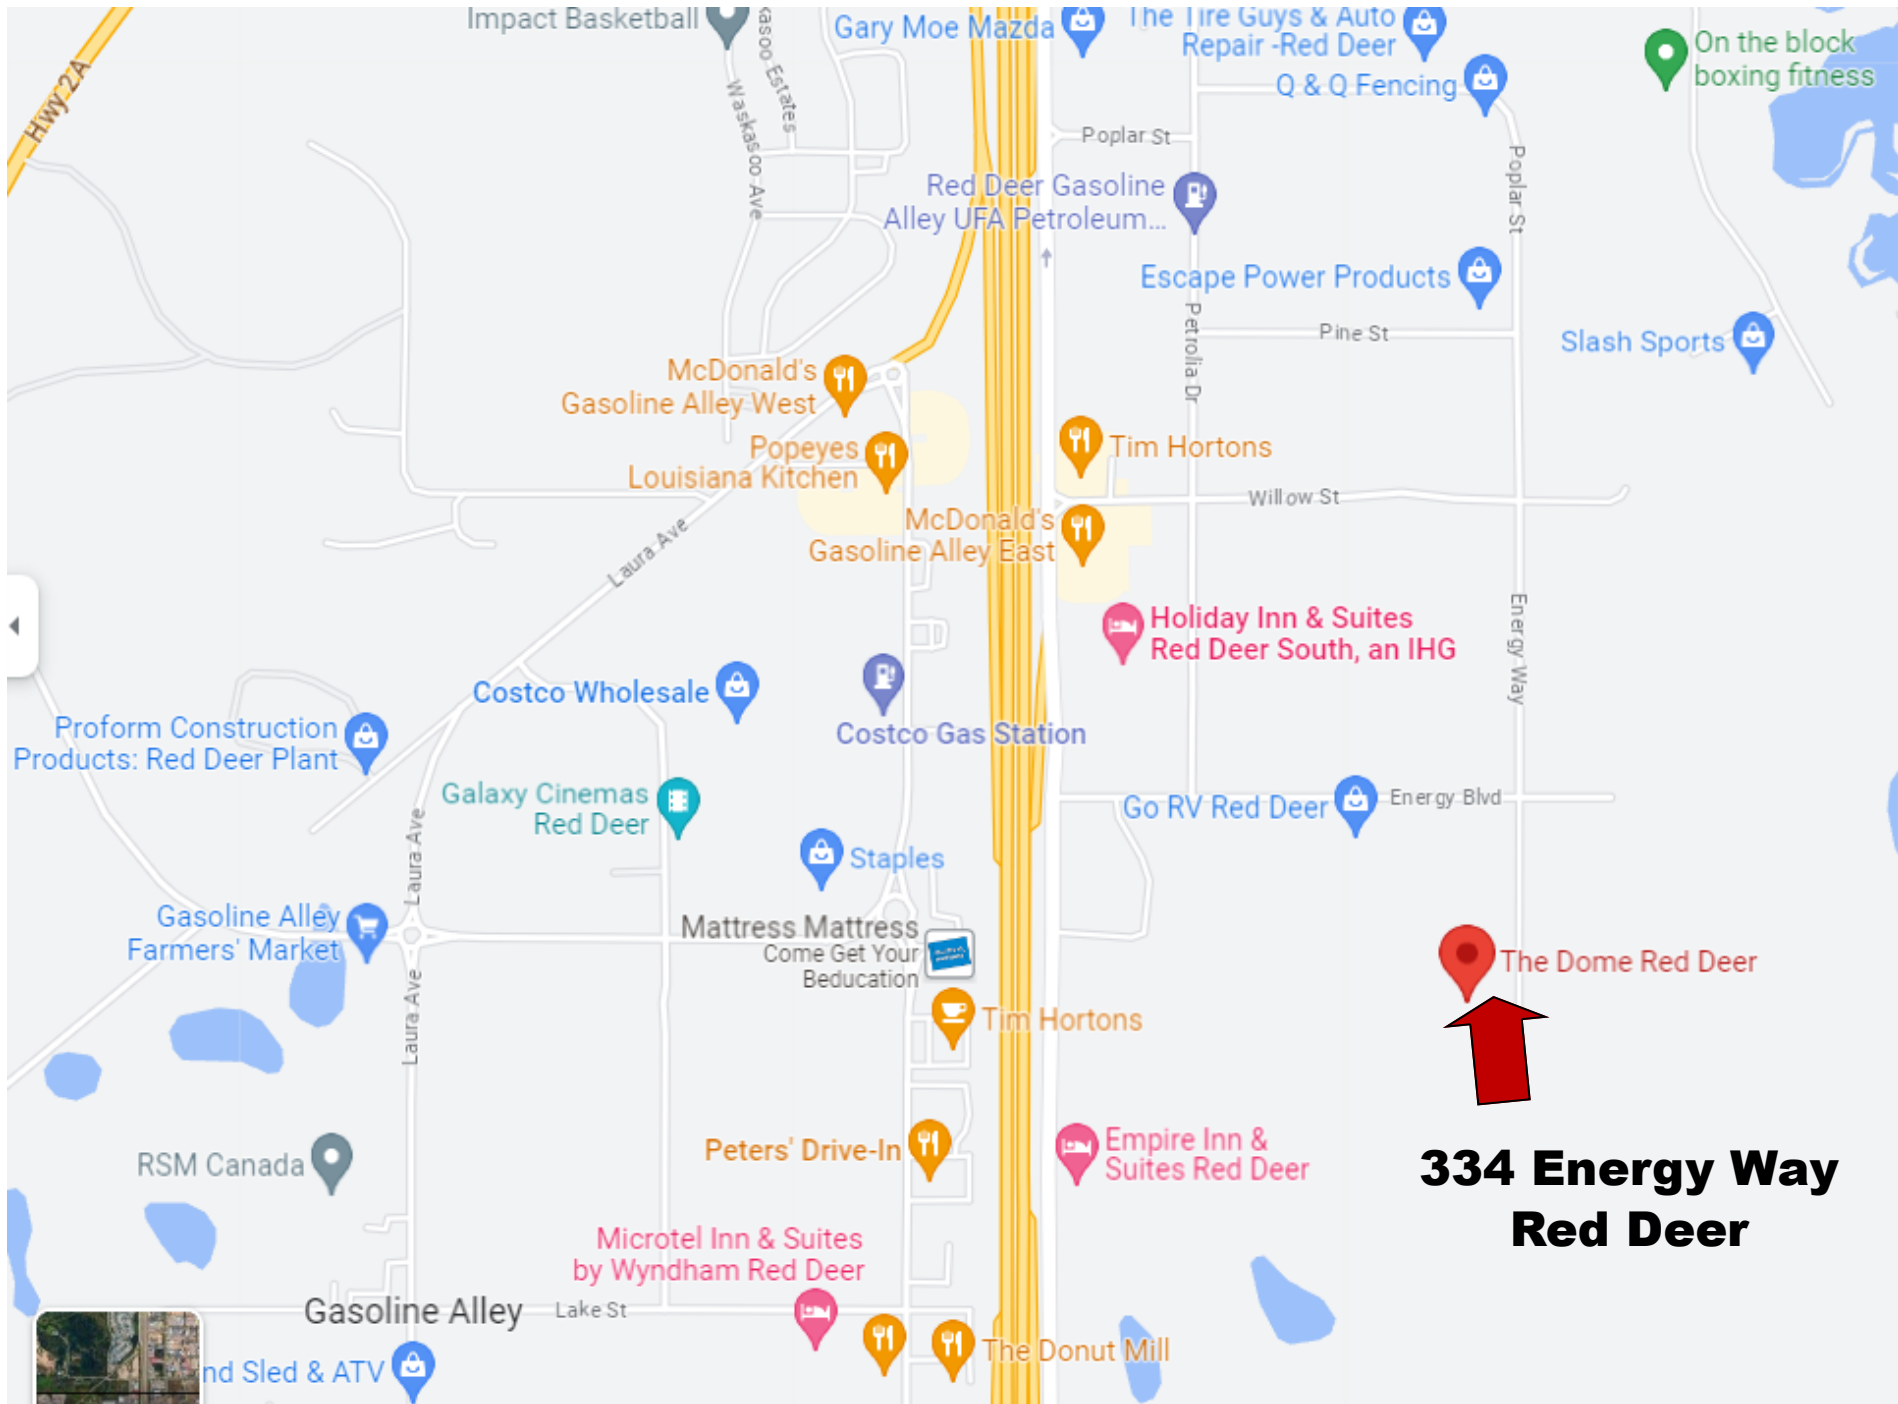 Impact Basketball
kasoo Estates
Gary Moe Mazda
The Tire Guys & Auto
Repair -Red Deer
On the block
boxing fitness
Hwy 2A
Waskasoo Ave
Q & Q Fencing
Poplar St
Poplar St
Red Deer Gasoline
Alley UFA Petroleum...
Escape Power Products
Petrolia Dr
Pine St
Slash Sports
McDonald's
Gasoline Alley West
Popeyes
Louisiana Kitchen
Tim Hortons
Willow St
McDonald's
Gasoline Alley East
Laura Ave
Holiday Inn & Suites
Red Deer South, an IHG
Energy Way
Costco Wholesale
Costco Gas Station
Proform Construction
Products: Red Deer Plant
Galaxy Cinemas
Red Deer
Go RV Red Deer
Energy Blvd
Laura Ave
Staples
Gasoline Alley
Farmers' Market
Mattress Mattress
Come Get Your
Beducation
The Dome Red Deer
Laura Ave
Tim Hortons
Peters' Drive-In
Empire Inn &
Suites Red Deer
RSM Canada
334 Energy Way
Red Deer
Microtel Inn & Suites
by Wyndham Red Deer
Gasoline Alley
Lake St
The Donut Mill
nd Sled & ATV